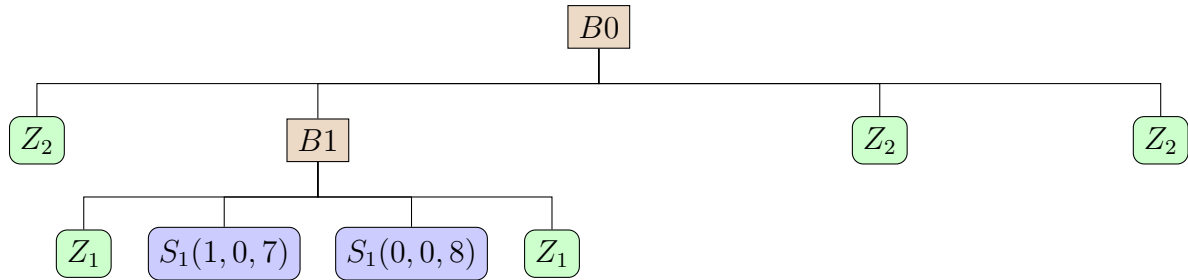 B0
Z₂ B1 Z₂ Z₂
Z₁ S₁(1, 0, 7) S₁(0, 0, 8) Z₁